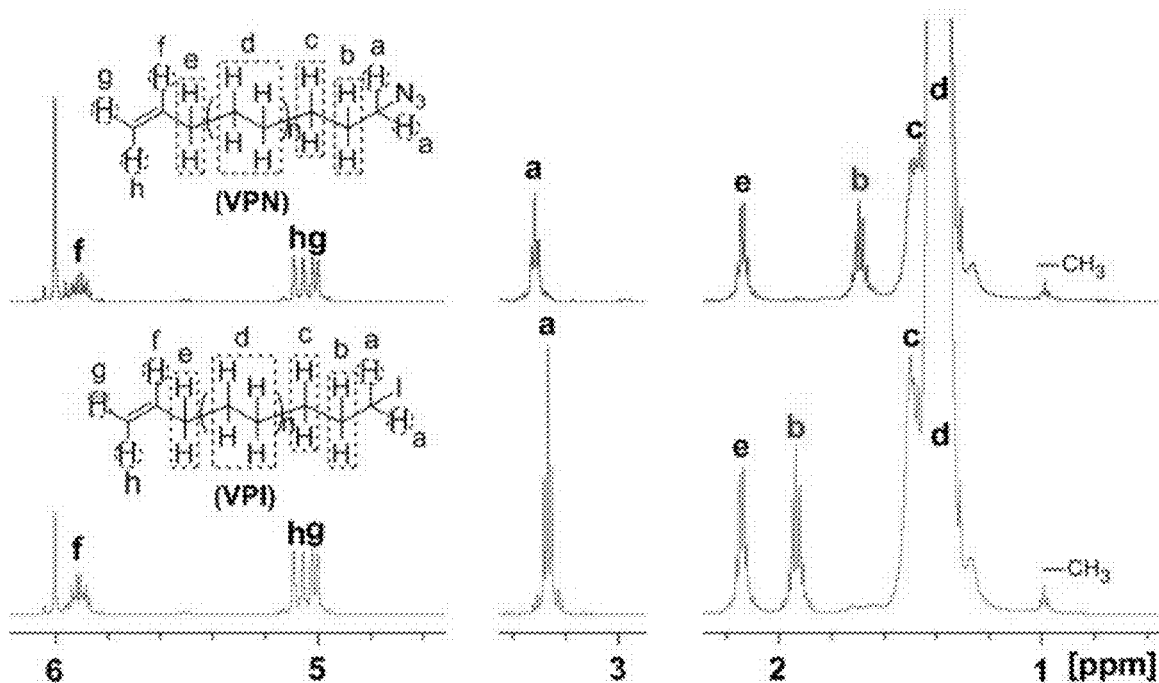 f e d c b a
g H H H H H H N₃
H ( ) n H a
H H H H H
h
(VPN)
f hg a e b c d —CH₃
f e d c b a
g H H H H H H I
H ( ) n H a
H H H H H
h
(VPI)
f hg a e b c d —CH₃
6 5 3 2 1 [ppm]